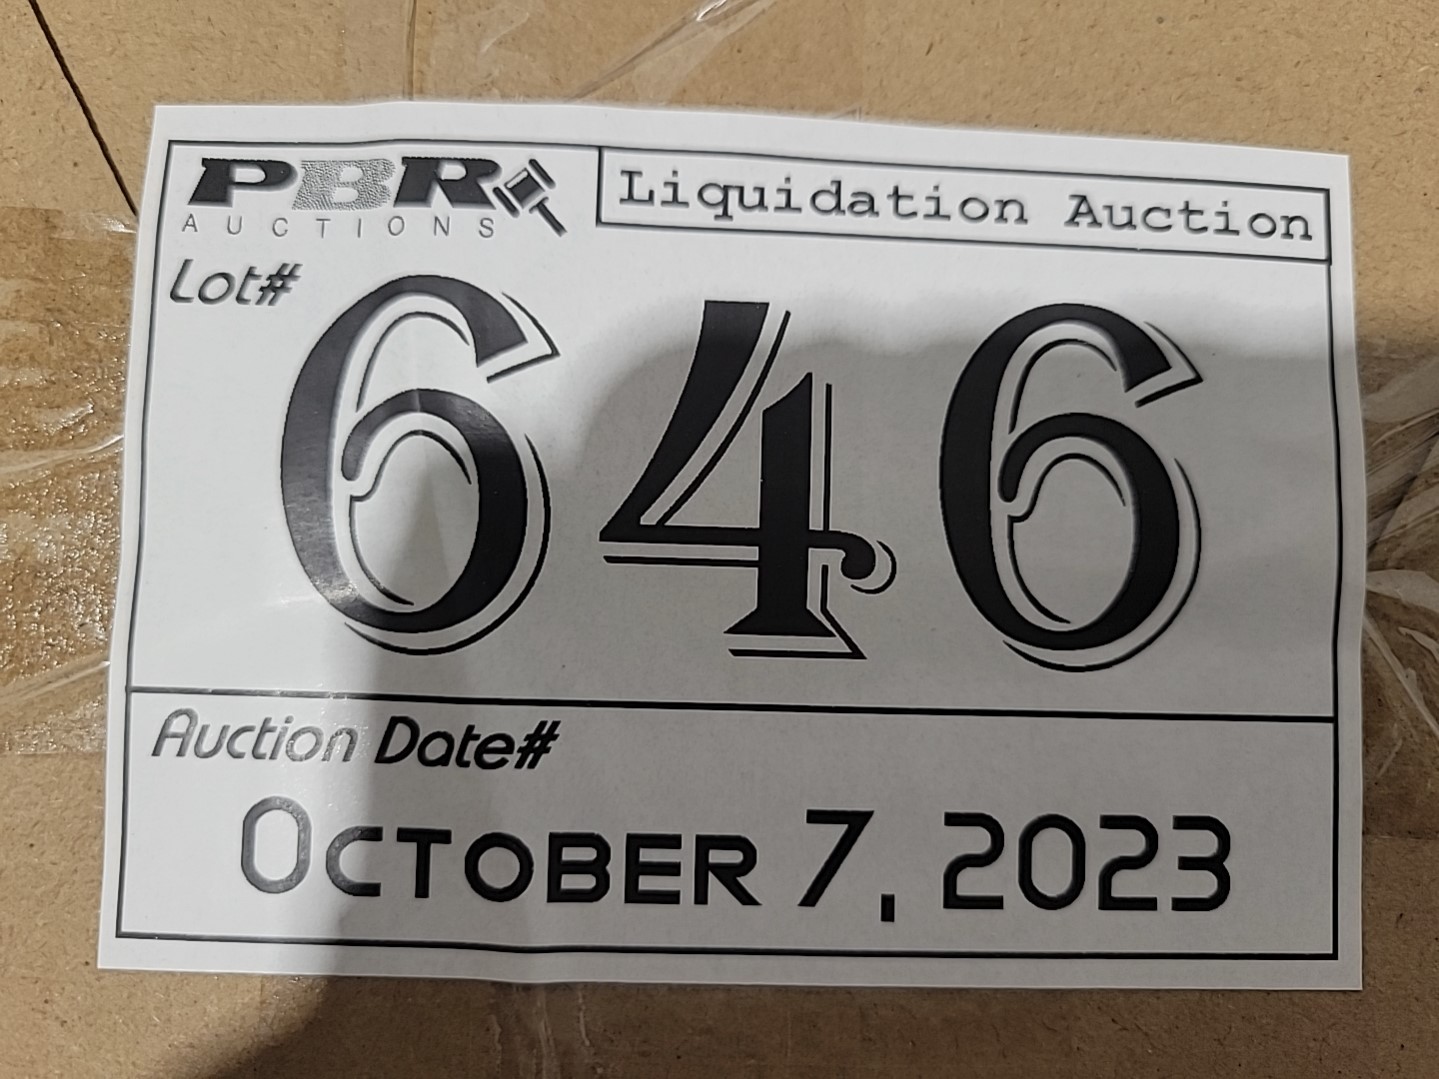 PBR
AUCTIONS
Liquidation Auction
Lot#
646
Auction Date#
October 7, 2023